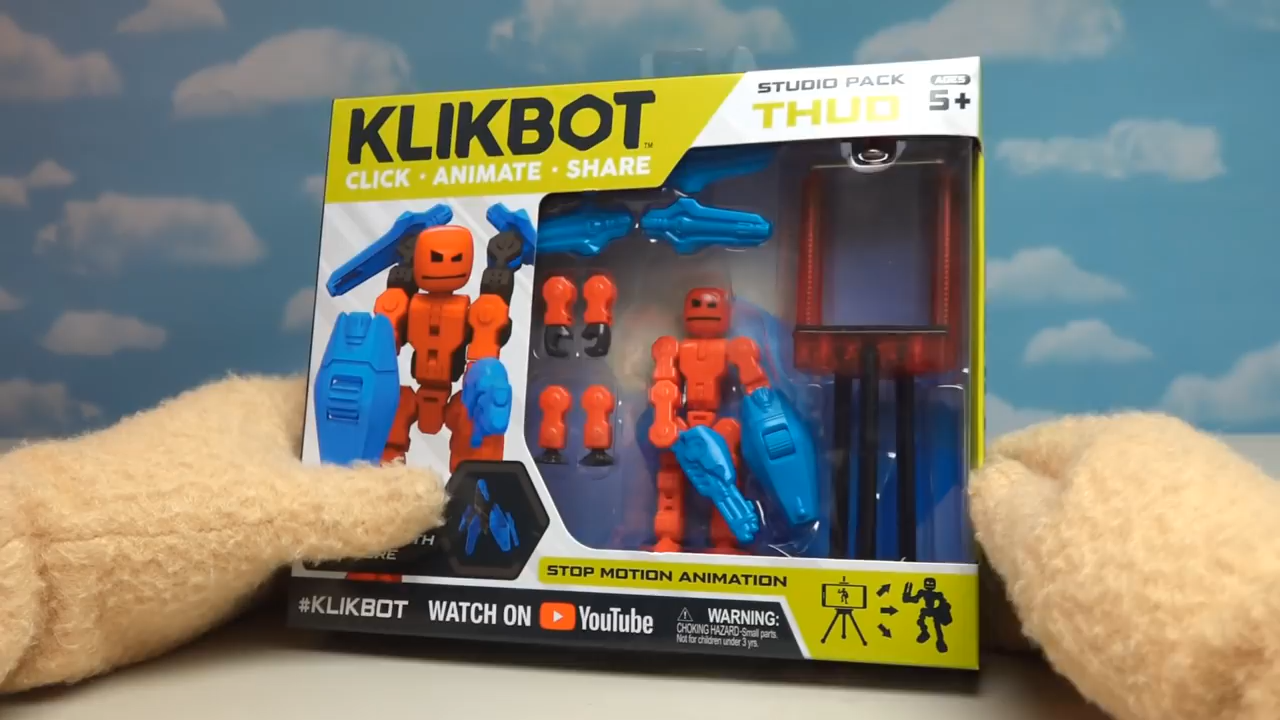 KLIKBOT™
CLICK · ANIMATE · SHARE
STUDIO PACK
THUD
AGES
5+
STOP MOTION ANIMATION
#KLIKBOT
WATCH ON YouTube
WARNING:
CHOKING HAZARD-Small parts.
Not for children under 3 yrs.